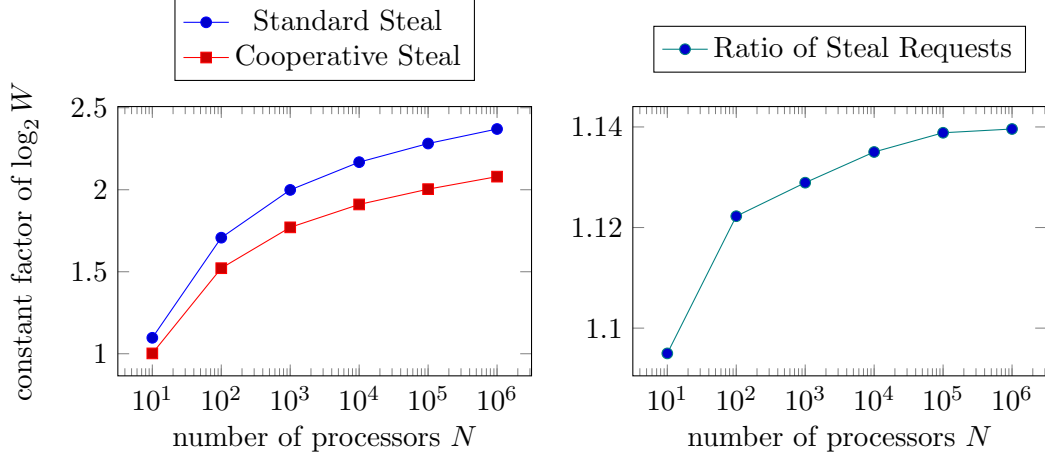 Standard Steal
Cooperative Steal
constant factor of log₂ W
2.5
2
1.5
1
10¹ 10² 10³ 10⁴ 10⁵ 10⁶
number of processors N
Ratio of Steal Requests
1.14
1.12
1.1
10¹ 10² 10³ 10⁴ 10⁵ 10⁶
number of processors N